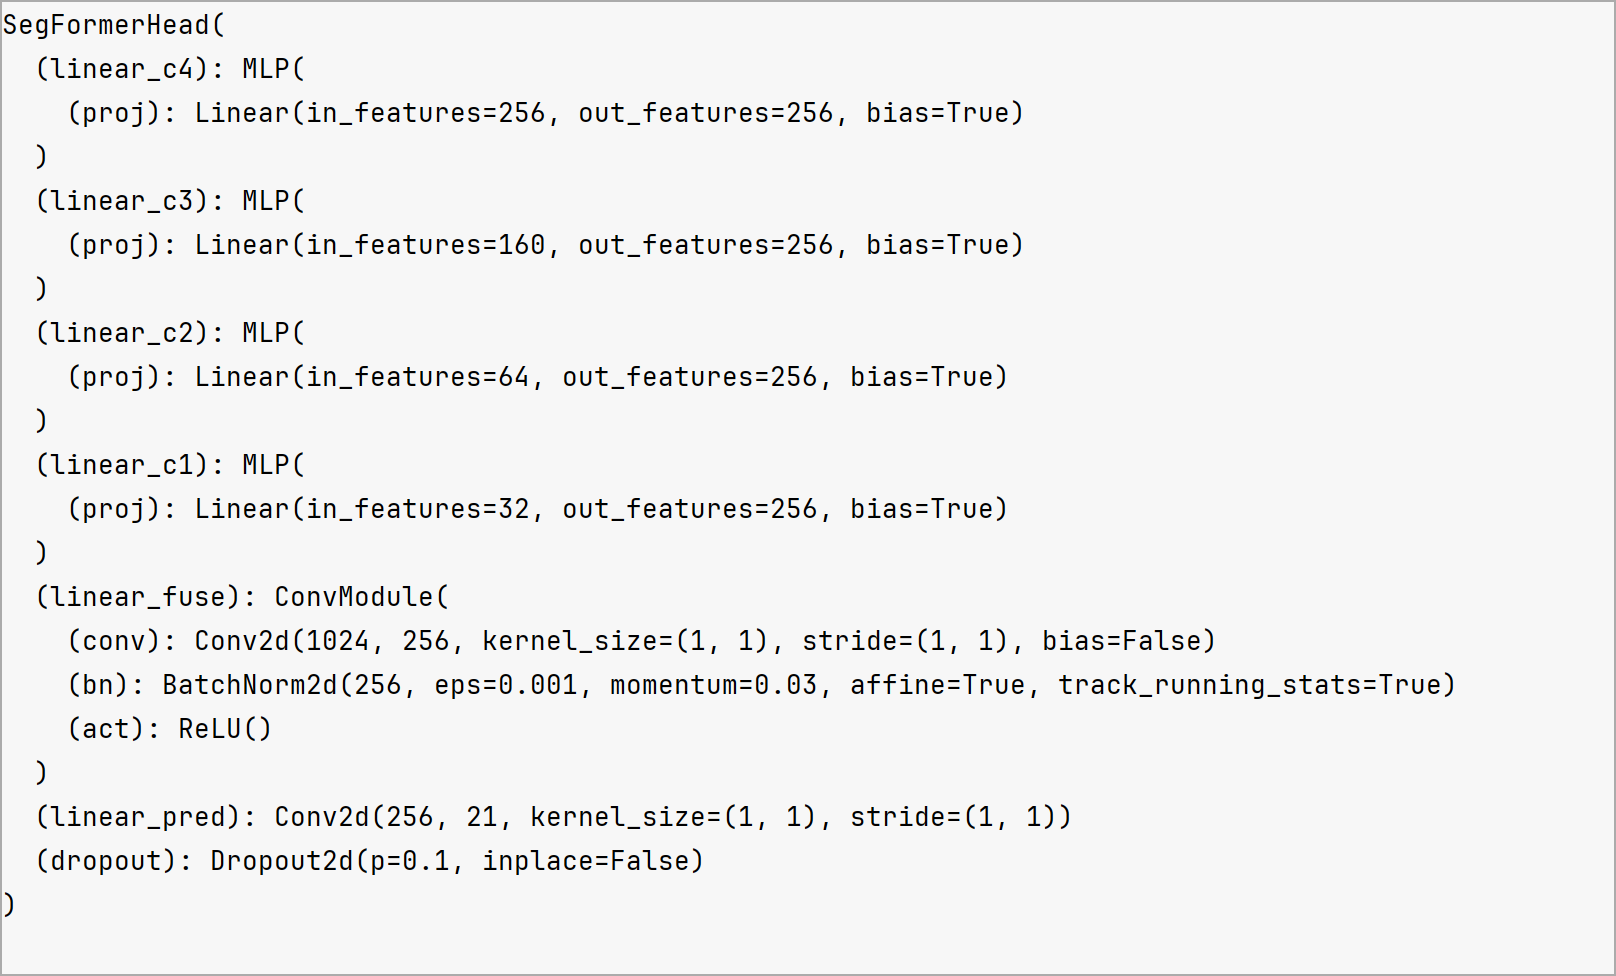 SegFormerHead(
  (linear_c4): MLP(
    (proj): Linear(in_features=256, out_features=256, bias=True)
  )
  (linear_c3): MLP(
    (proj): Linear(in_features=160, out_features=256, bias=True)
  )
  (linear_c2): MLP(
    (proj): Linear(in_features=64, out_features=256, bias=True)
  )
  (linear_c1): MLP(
    (proj): Linear(in_features=32, out_features=256, bias=True)
  )
  (linear_fuse): ConvModule(
    (conv): Conv2d(1024, 256, kernel_size=(1, 1), stride=(1, 1), bias=False)
    (bn): BatchNorm2d(256, eps=0.001, momentum=0.03, affine=True, track_running_stats=True)
    (act): ReLU()
  )
  (linear_pred): Conv2d(256, 21, kernel_size=(1, 1), stride=(1, 1))
  (dropout): Dropout2d(p=0.1, inplace=False)
)